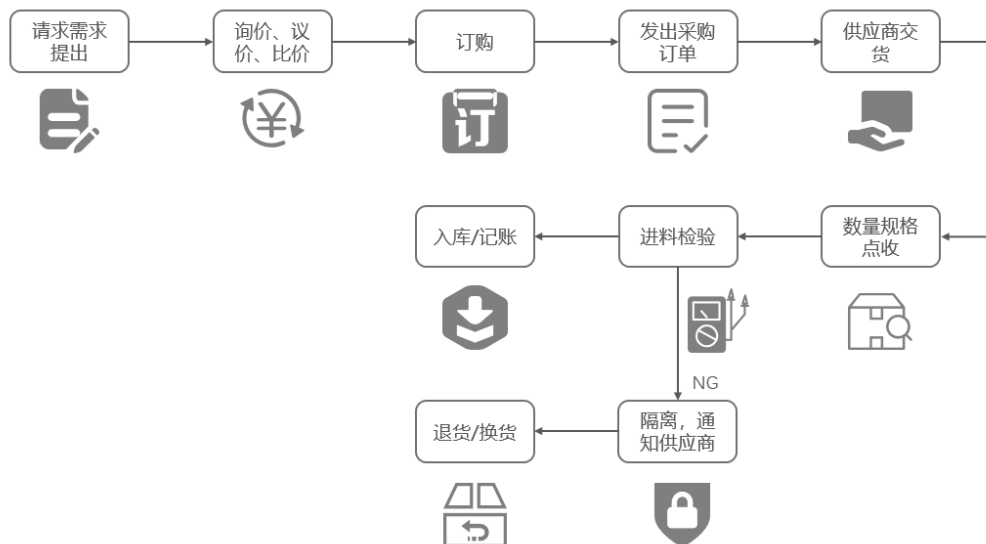 请求需求
提出
询价、议
价、比价
订购
发出采购
订单
供应商交
货
订
入库/记账
进料检验
数量规格
点收
NG
退货/换货
隔离，通
知供应商